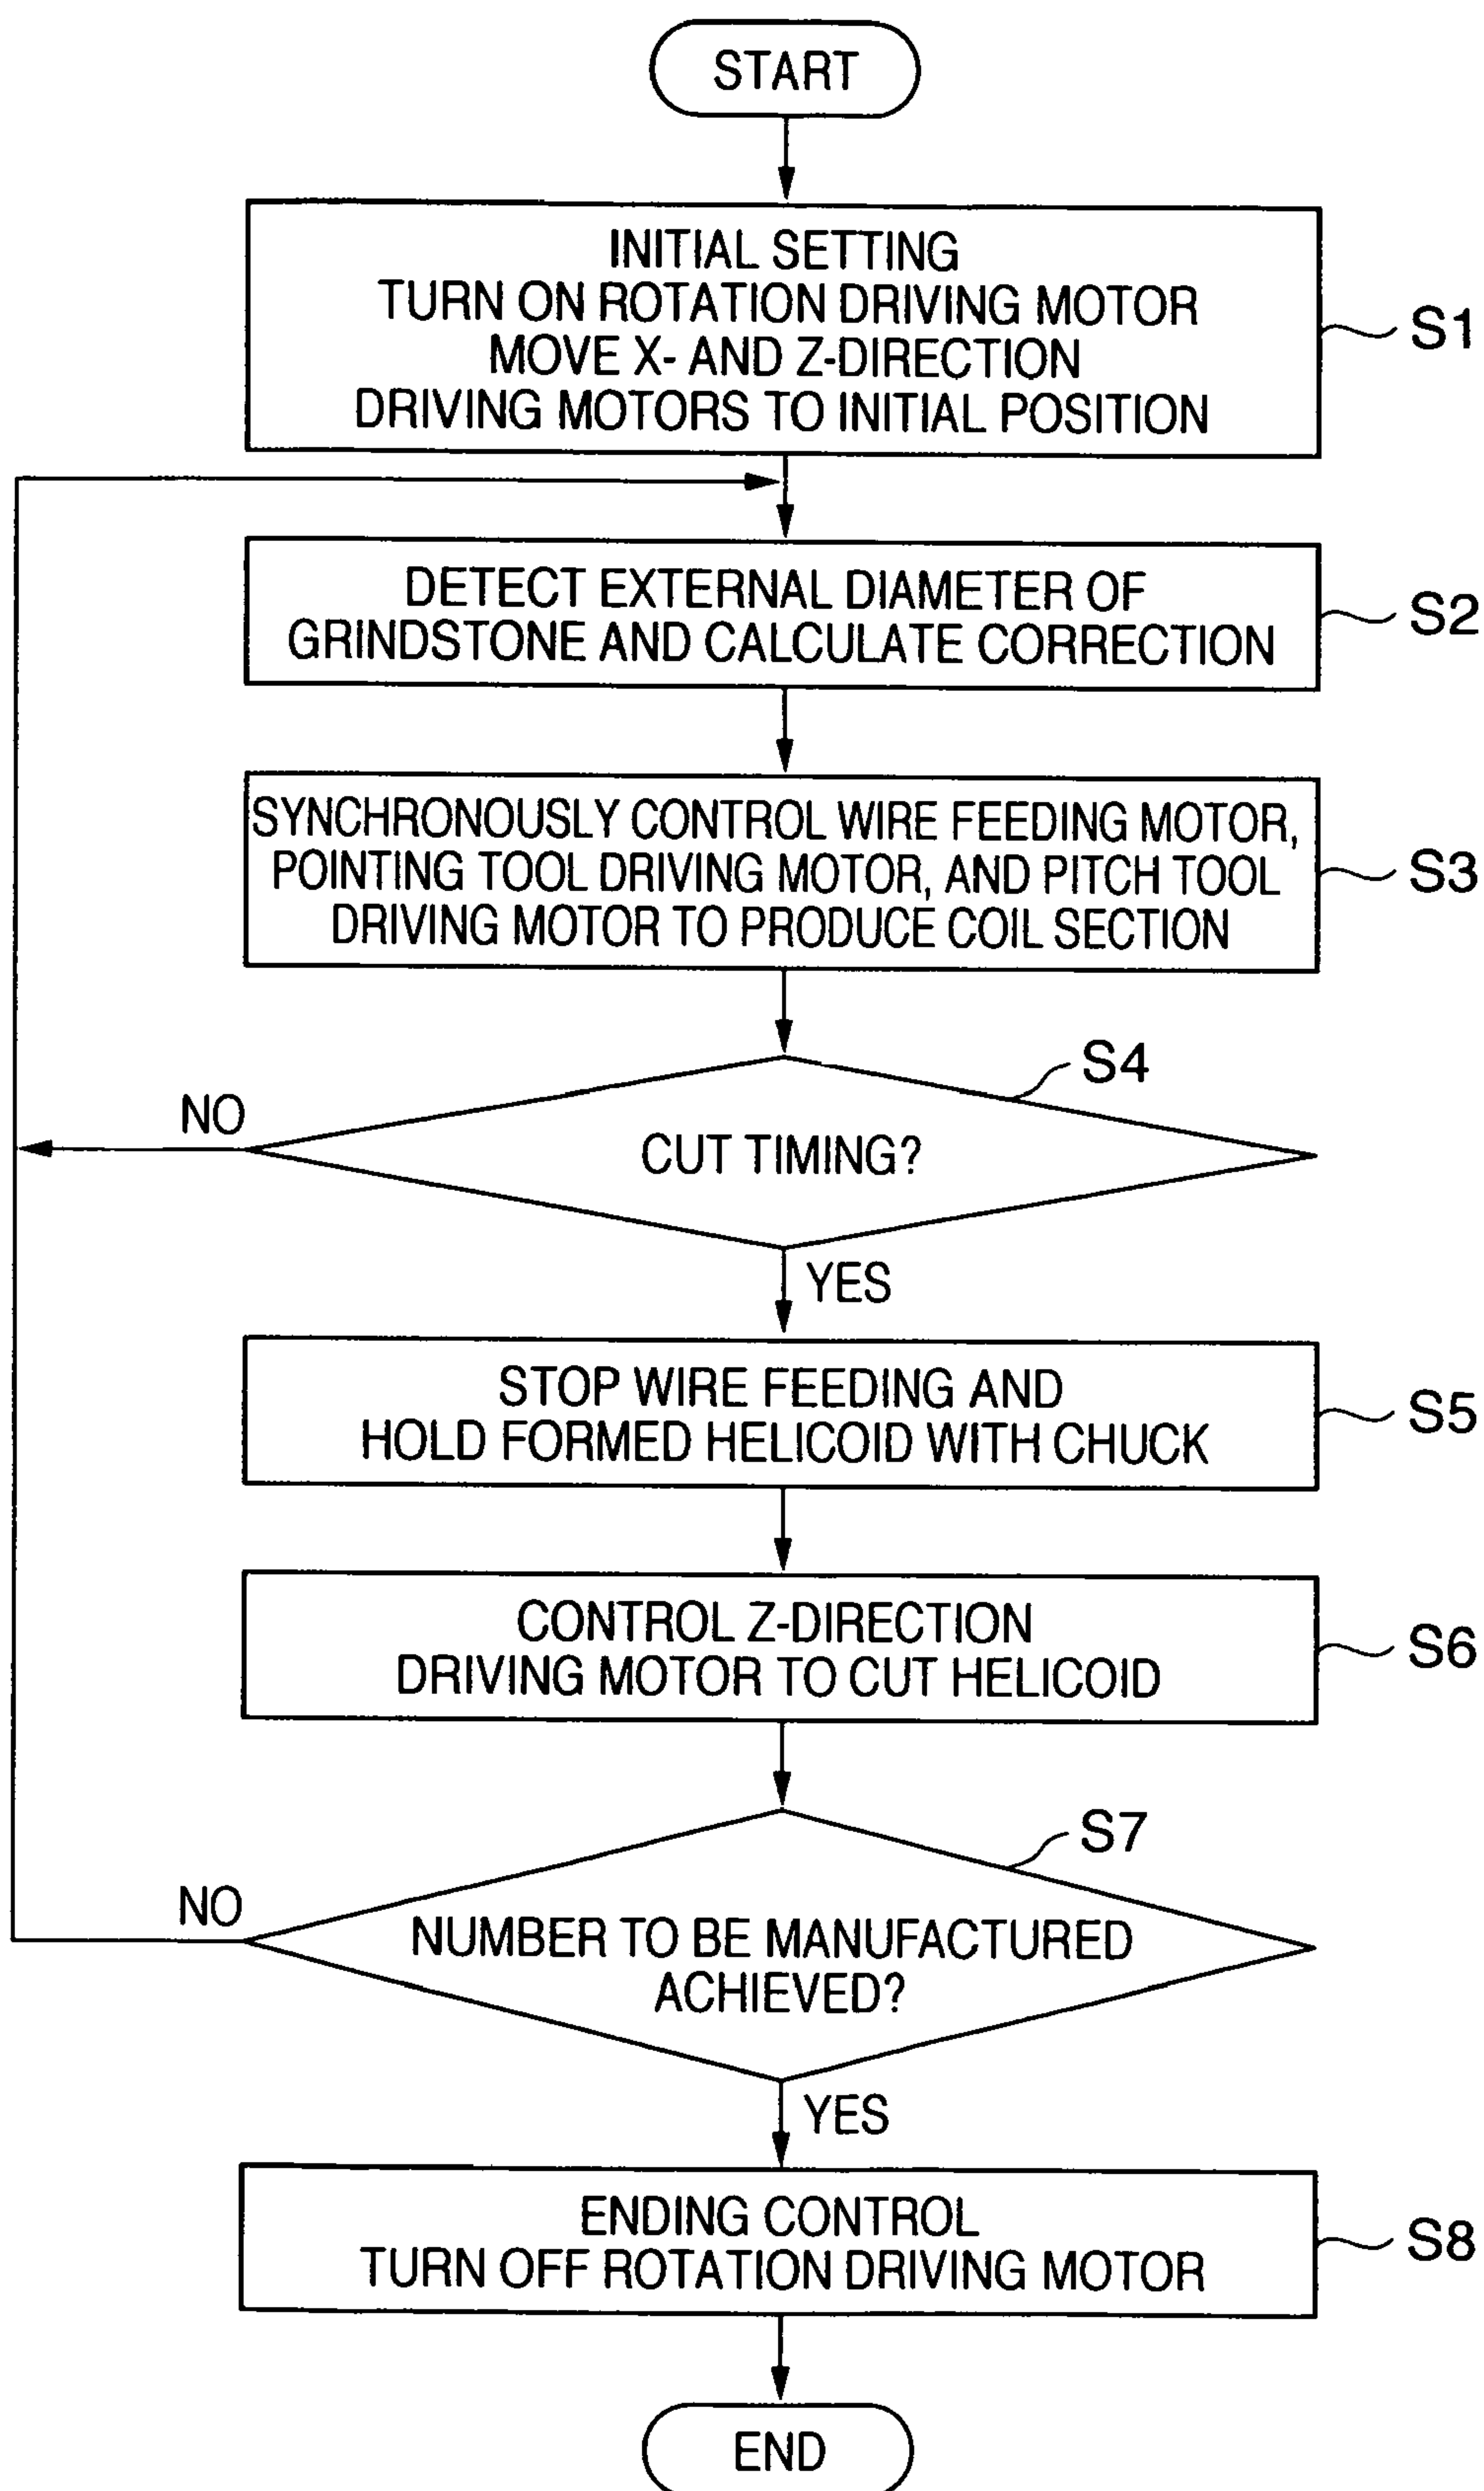 START
INITIAL SETTING
TURN ON ROTATION DRIVING MOTOR
MOVE X- AND Z-DIRECTION
DRIVING MOTORS TO INITIAL POSITION
S1
DETECT EXTERNAL DIAMETER OF
GRINDSTONE AND CALCULATE CORRECTION
S2
SYNCHRONOUSLY CONTROL WIRE FEEDING MOTOR,
POINTING TOOL DRIVING MOTOR, AND PITCH TOOL
DRIVING MOTOR TO PRODUCE COIL SECTION
S3
S4
NO
CUT TIMING?
YES
STOP WIRE FEEDING AND
HOLD FORMED HELICOID WITH CHUCK
S5
CONTROL Z-DIRECTION
DRIVING MOTOR TO CUT HELICOID
S6
S7
NO
NUMBER TO BE MANUFACTURED
ACHIEVED?
YES
ENDING CONTROL
TURN OFF ROTATION DRIVING MOTOR
S8
END